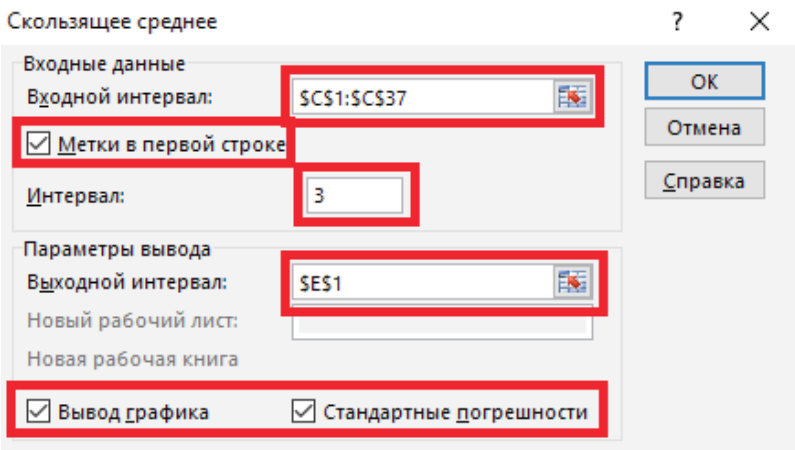 Скользящее среднее ?
Входные данные
Входной интервал: $C$1:$C$37
Метки в первой строке
Интервал: 3
ОК
Отмена
Справка
Параметры вывода
Выходной интервал: $E$1
Новый рабочий лист:
Новая рабочая книга
Вывод графика Стандартные погрешности